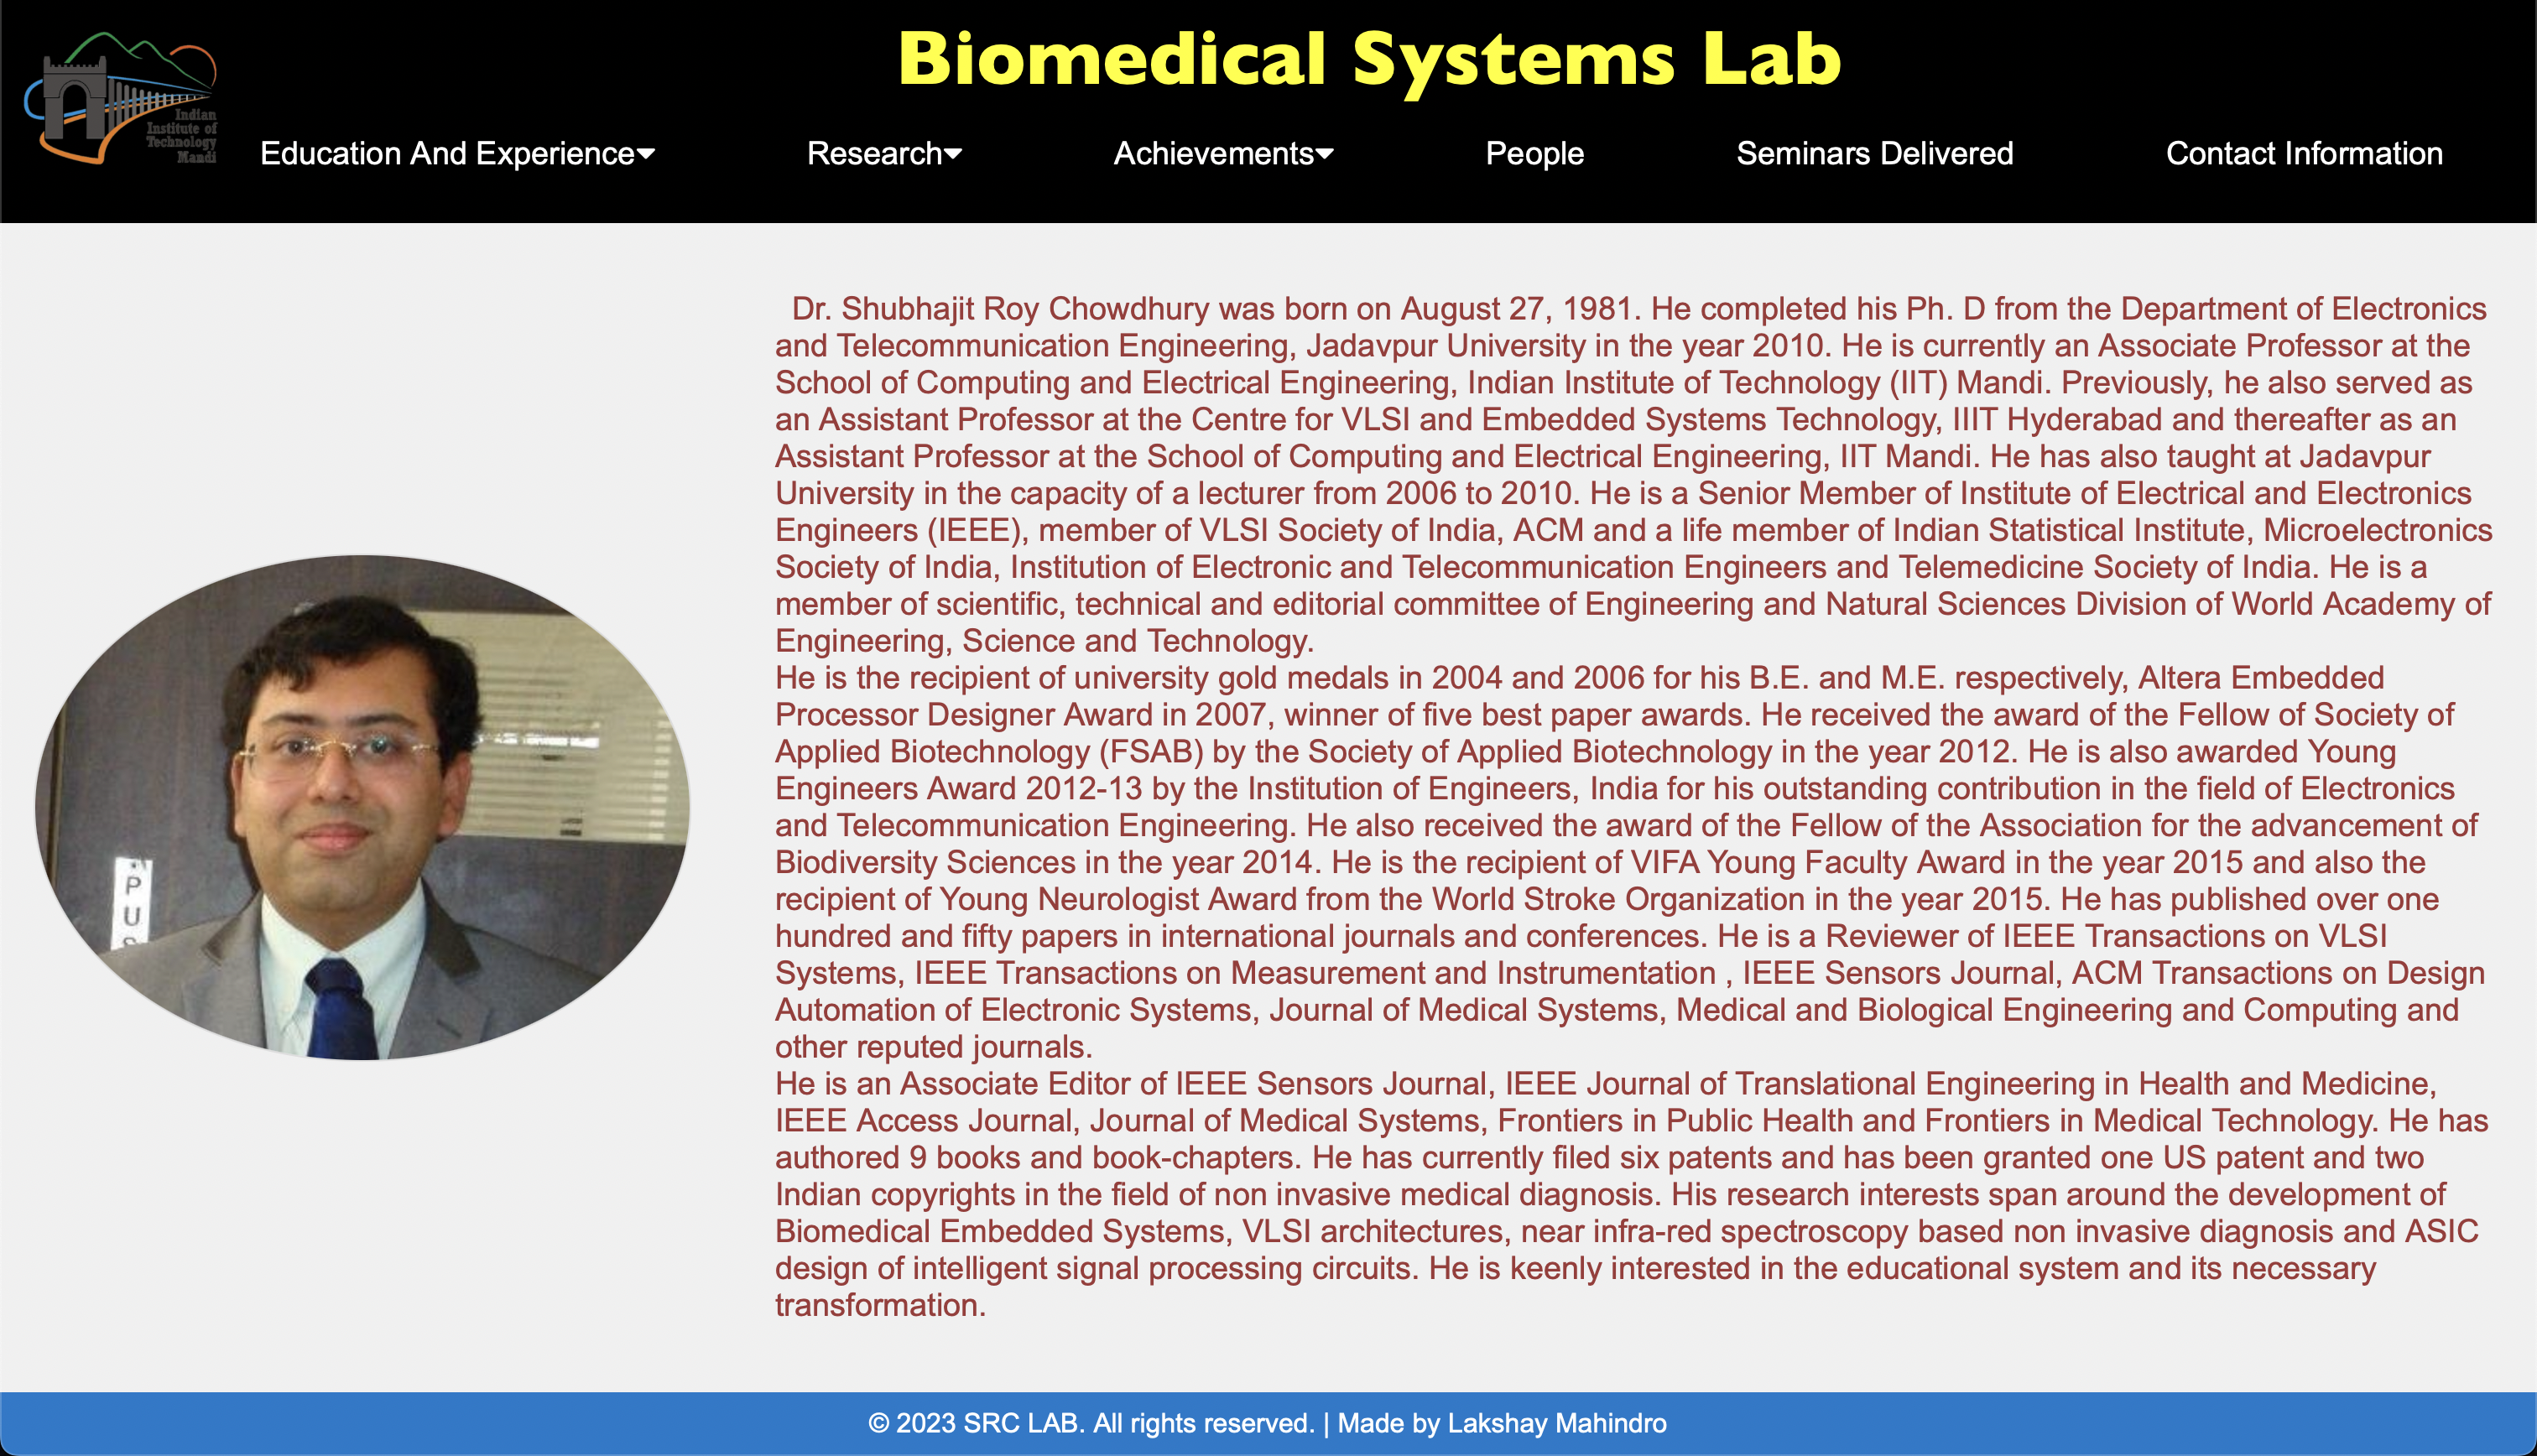 Biomedical Systems Lab
Indian
Institute of
Technology
Mandi
Education And Experience
Research
Achievements
People
Seminars Delivered
Contact Information
Dr. Shubhajit Roy Chowdhury was born on August 27, 1981. He completed his Ph. D from the Department of Electronics
and Telecommunication Engineering, Jadavpur University in the year 2010. He is currently an Associate Professor at the
School of Computing and Electrical Engineering, Indian Institute of Technology (IIT) Mandi. Previously, he also served as
an Assistant Professor at the Centre for VLSI and Embedded Systems Technology, IIIT Hyderabad and thereafter as an
Assistant Professor at the School of Computing and Electrical Engineering, IIT Mandi. He has also taught at Jadavpur
University in the capacity of a lecturer from 2006 to 2010. He is a Senior Member of Institute of Electrical and Electronics
Engineers (IEEE), member of VLSI Society of India, ACM and a life member of Indian Statistical Institute, Microelectronics
Society of India, Institution of Electronic and Telecommunication Engineers and Telemedicine Society of India. He is a
member of scientific, technical and editorial committee of Engineering and Natural Sciences Division of World Academy of
Engineering, Science and Technology.
He is the recipient of university gold medals in 2004 and 2006 for his B.E. and M.E. respectively, Altera Embedded
Processor Designer Award in 2007, winner of five best paper awards. He received the award of the Fellow of Society of
Applied Biotechnology (FSAB) by the Society of Applied Biotechnology in the year 2012. He is also awarded Young
Engineers Award 2012-13 by the Institution of Engineers, India for his outstanding contribution in the field of Electronics
and Telecommunication Engineering. He also received the award of the Fellow of the Association for the advancement of
Biodiversity Sciences in the year 2014. He is the recipient of VIFA Young Faculty Award in the year 2015 and also the
recipient of Young Neurologist Award from the World Stroke Organization in the year 2015. He has published over one
hundred and fifty papers in international journals and conferences. He is a Reviewer of IEEE Transactions on VLSI
Systems, IEEE Transactions on Measurement and Instrumentation , IEEE Sensors Journal, ACM Transactions on Design
Automation of Electronic Systems, Journal of Medical Systems, Medical and Biological Engineering and Computing and
other reputed journals.
He is an Associate Editor of IEEE Sensors Journal, IEEE Journal of Translational Engineering in Health and Medicine,
IEEE Access Journal, Journal of Medical Systems, Frontiers in Public Health and Frontiers in Medical Technology. He has
authored 9 books and book-chapters. He has currently filed six patents and has been granted one US patent and two
Indian copyrights in the field of non invasive medical diagnosis. His research interests span around the development of
Biomedical Embedded Systems, VLSI architectures, near infra-red spectroscopy based non invasive diagnosis and ASIC
design of intelligent signal processing circuits. He is keenly interested in the educational system and its necessary
transformation.
P
U
S
© 2023 SRC LAB. All rights reserved. | Made by Lakshay Mahindro